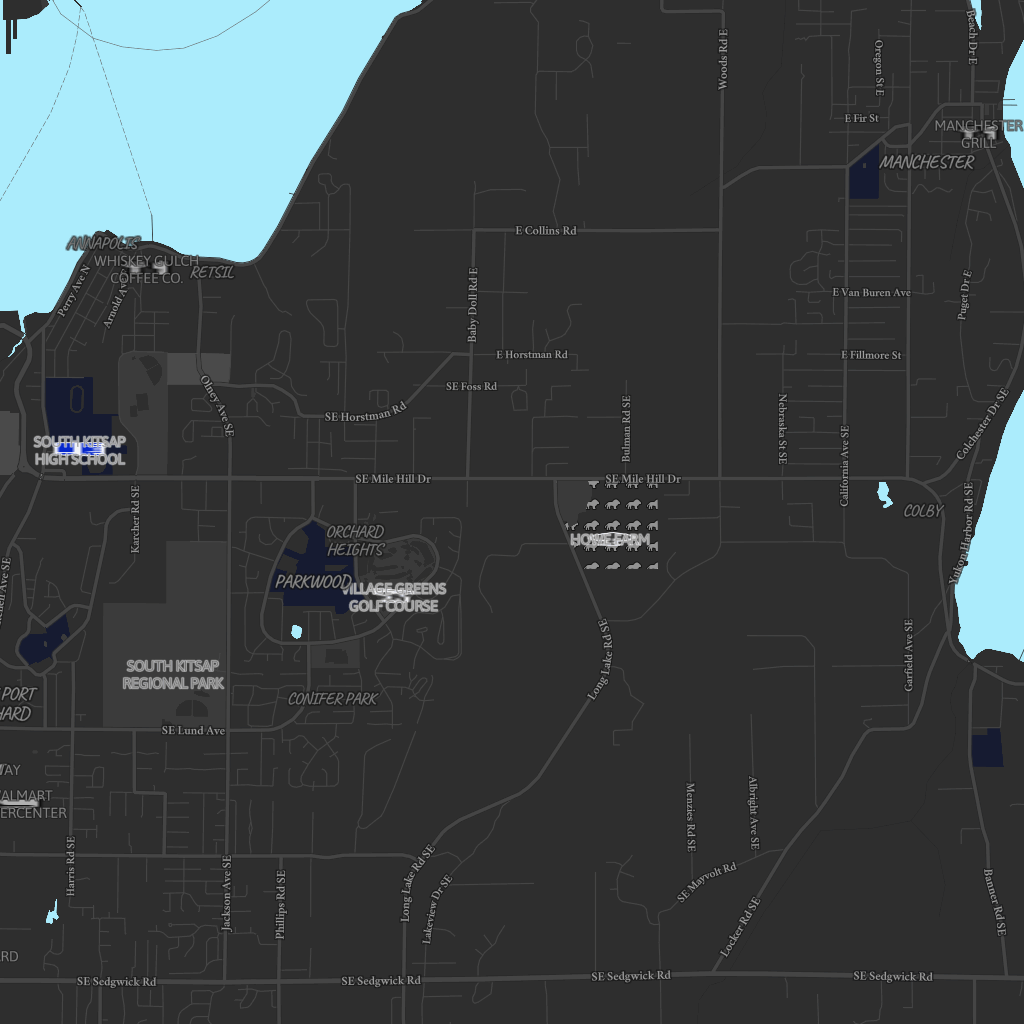 Beach Dr E
Woods Rd E
Oregon St E
E Fir St
MANCHESTER
GRILL
MANCHESTER
E Collins Rd
ANNAPOLIS
WHISKEY GULCH
COFFEE CO.
RETSIL
Perry Ave N
Arnold Ave
Baby Doll Rd E
E Van Buren Ave
Puget Dr E
E Horstman Rd
E Fillmore St
SE Foss Rd
Olney Ave SE
SE Horstman Rd
Bulman Rd SE
Nebraska St SE
California Ave SE
Colchester Dr SE
SOUTH KITSAP
HIGH SCHOOL
SE Mile Hill Dr
SE Mile Hill Dr
Karcher Rd SE
COLBY
Yukon Harbor Rd SE
ORCHARD
HEIGHTS
HOWE FARM
PARKWOOD
VILLAGE GREENS
GOLF COURSE
Long Lake Rd SE
Garfield Ave SE
SOUTH KITSAP
REGIONAL PARK
PORT
CONIFER PARK
SE Lund Ave
Menzies Rd SE
Albright Ave SE
Harris Rd SE
Jackson Ave SE
Phillips Rd SE
Long Lake Rd SE
Lakeview Dr SE
SE Mayvolt Rd
Locker Rd SE
Banner Rd SE
SE Sedgwick Rd
SE Sedgwick Rd
SE Sedgwick Rd
SE Sedgwick Rd